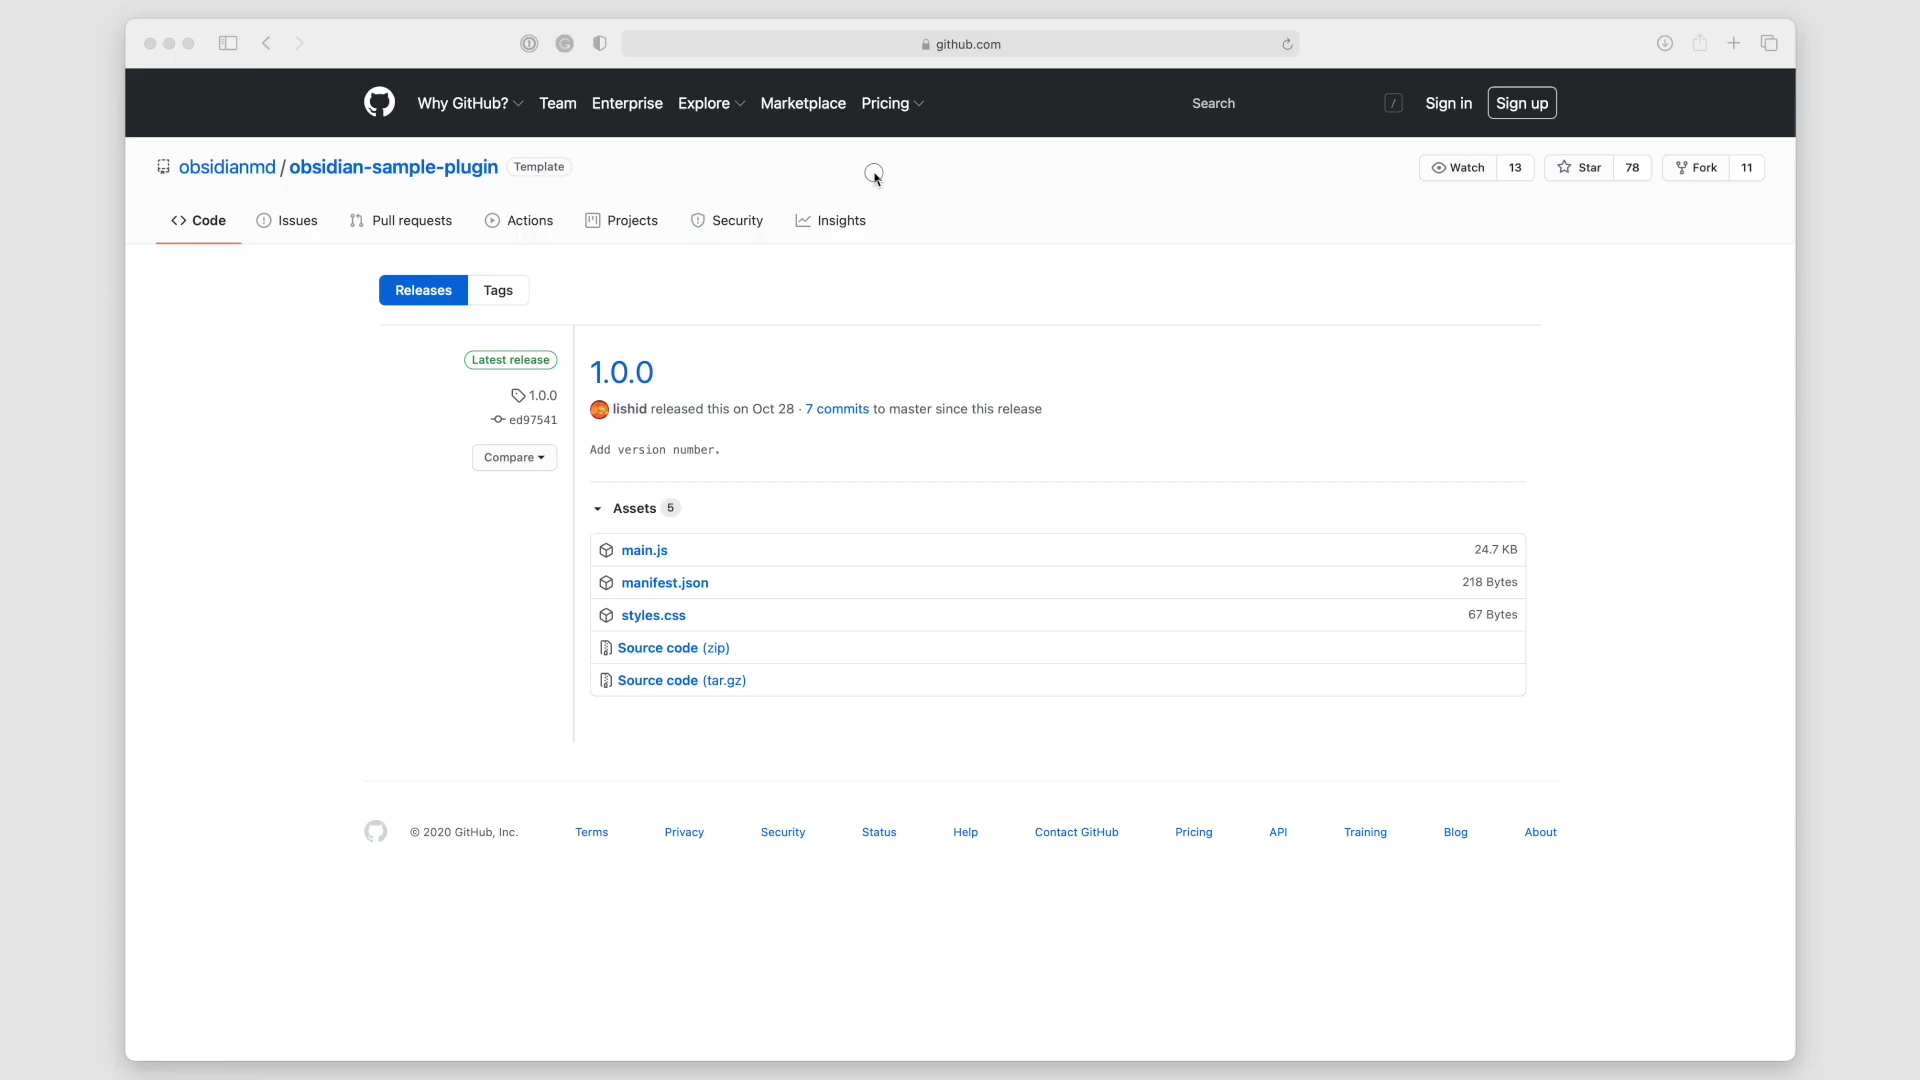 github.com
Why GitHub? Team Enterprise Explore Marketplace Pricing Search / Sign in Sign up
obsidianmd / obsidian-sample-plugin Template Watch 13 Star 78 Fork 11
Code Issues Pull requests Actions Projects Security Insights
Releases Tags
Latest release
1.0.0
ed97541
Compare
1.0.0
lishid released this on Oct 28 · 7 commits to master since this release
Add version number.
Assets 5
main.js 24.7 KB
manifest.json 218 Bytes
styles.css 67 Bytes
Source code (zip)
Source code (tar.gz)
© 2020 GitHub, Inc. Terms Privacy Security Status Help Contact GitHub Pricing API Training Blog About